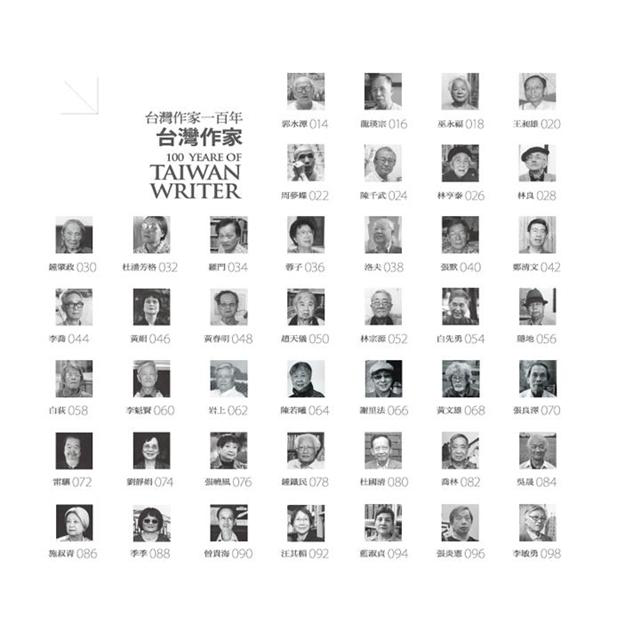 台灣作家一百年
台灣作家
100 YEARE OF
TAIWAN
WRITER
郭水潭 014 龍瑛宗 016 巫永福 018 王昶雄 020
周夢蝶 022 陳千武 024 林亨泰 026 林良 028
鍾肇政 030 杜潘芳格 032 羅門 034 蓉子 036 洛夫 038 張默 040 鄭清文 042
李喬 044 黃娟 046 黃春明 048 趙天儀 050 林宗源 052 白先勇 054 隱地 056
白萩 058 李魁賢 060 岩上 062 陳若曦 064 謝里法 066 黃文雄 068 張良澤 070
雷驤 072 劉靜娟 074 張曉風 076 鍾鐵民 078 杜國清 080 喬林 082 吳晟 084
施叔青 086 季季 088 曾貴海 090 汪其楣 092 藍淑貞 094 張炎憲 096 李敏勇 098